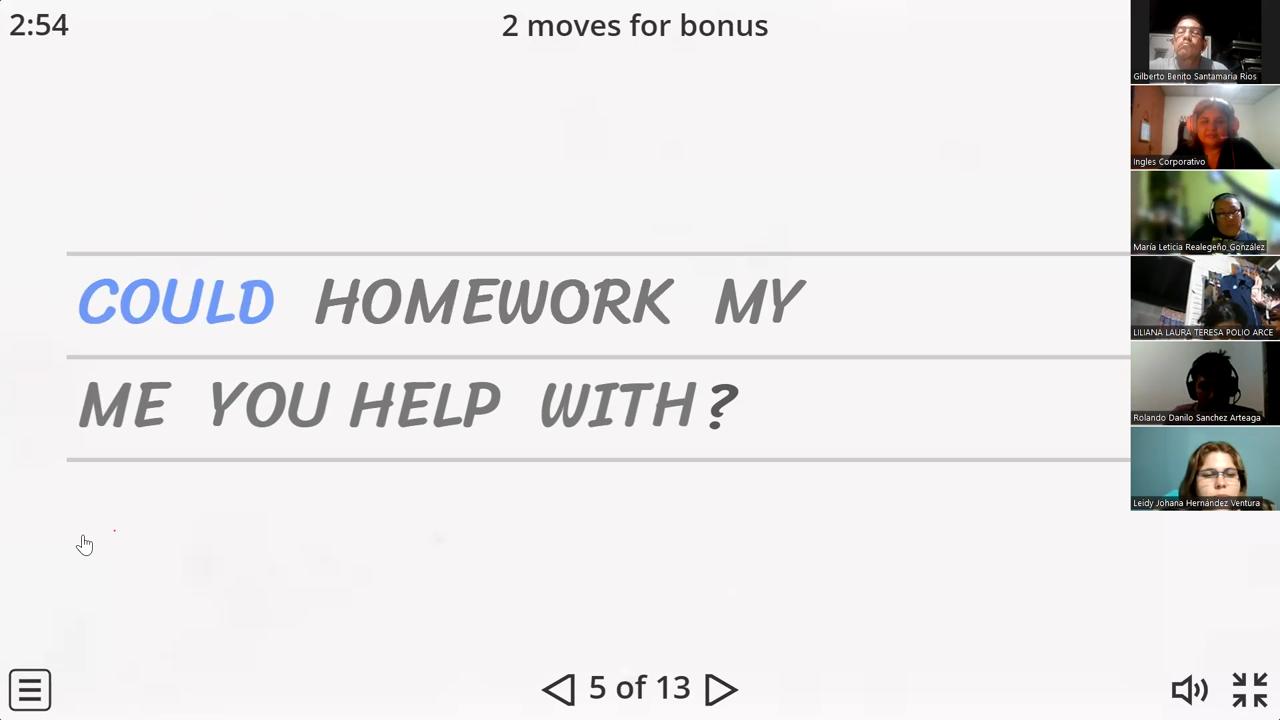 2:54
2 moves for bonus
Gilberto Benito Santamaria Rios
Ingles Corporativo
María Leticia Realegeño González
COULD HOMEWORK MY
LILIANA LAURA TERESA POLIO ARCE
ME YOU HELP WITH?
Rolando Danilo Sanchez Arteaga
Leidy Johana Hernández Ventura
5 of 13